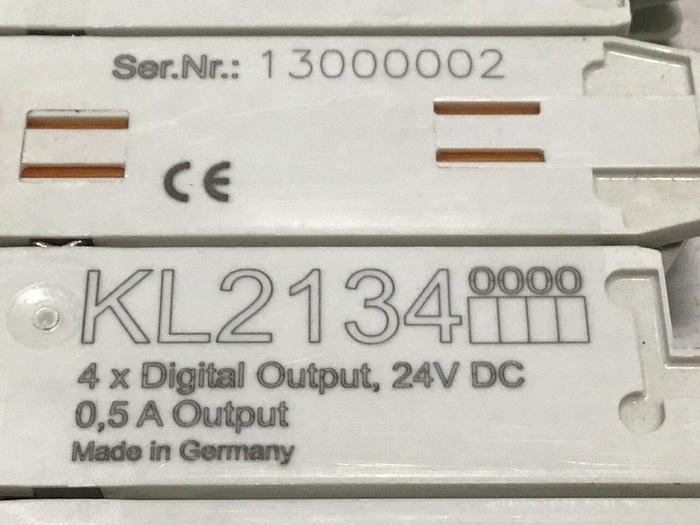 Ser.Nr.: 13000002
CE
KL2134 0000
4 x Digital Output, 24V DC
0,5 A Output
Made in Germany